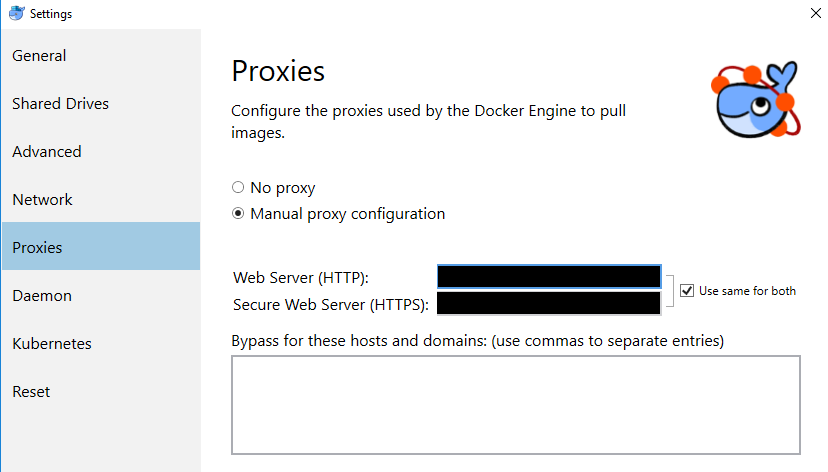 Settings
General
Shared Drives
Advanced
Network
Proxies
Daemon
Kubernetes
Reset
Proxies
Configure the proxies used by the Docker Engine to pull
images.
No proxy
Manual proxy configuration
Web Server (HTTP):
Secure Web Server (HTTPS):
Use same for both
Bypass for these hosts and domains: (use commas to separate entries)